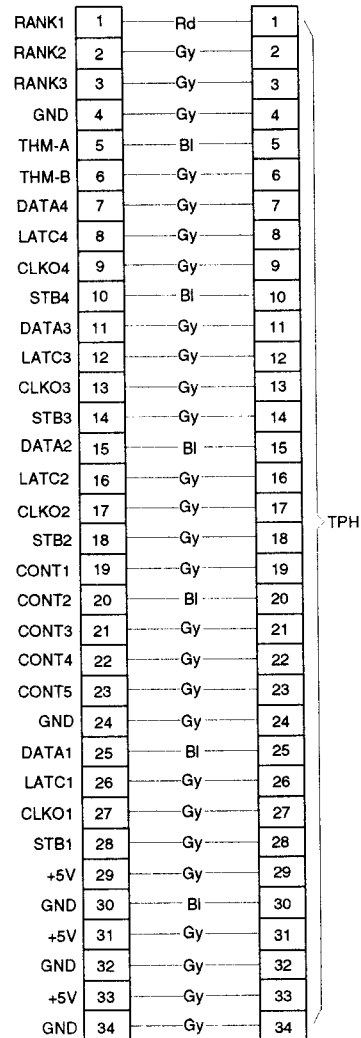 RANK1 1 Rd 1
RANK2 2 Gy 2
RANK3 3 Gy 3
GND 4 Gy 4
THM-A 5 Bl 5
THM-B 6 Gy 6
DATA4 7 Gy 7
LATC4 8 Gy 8
CLKO4 9 Gy 9
STB4 10 Bl 10
DATA3 11 Gy 11
LATC3 12 Gy 12
CLKO3 13 Gy 13
STB3 14 Gy 14
DATA2 15 Bl 15
LATC2 16 Gy 16
CLKO2 17 Gy 17
STB2 18 Gy 18
TPH
CONT1 19 Gy 19
CONT2 20 Bl 20
CONT3 21 Gy 21
CONT4 22 Gy 22
CONT5 23 Gy 23
GND 24 Gy 24
DATA1 25 Bl 25
LATC1 26 Gy 26
CLKO1 27 Gy 27
STB1 28 Gy 28
+5V 29 Gy 29
GND 30 Bl 30
+5V 31 Gy 31
GND 32 Gy 32
+5V 33 Gy 33
GND 34 Gy 34